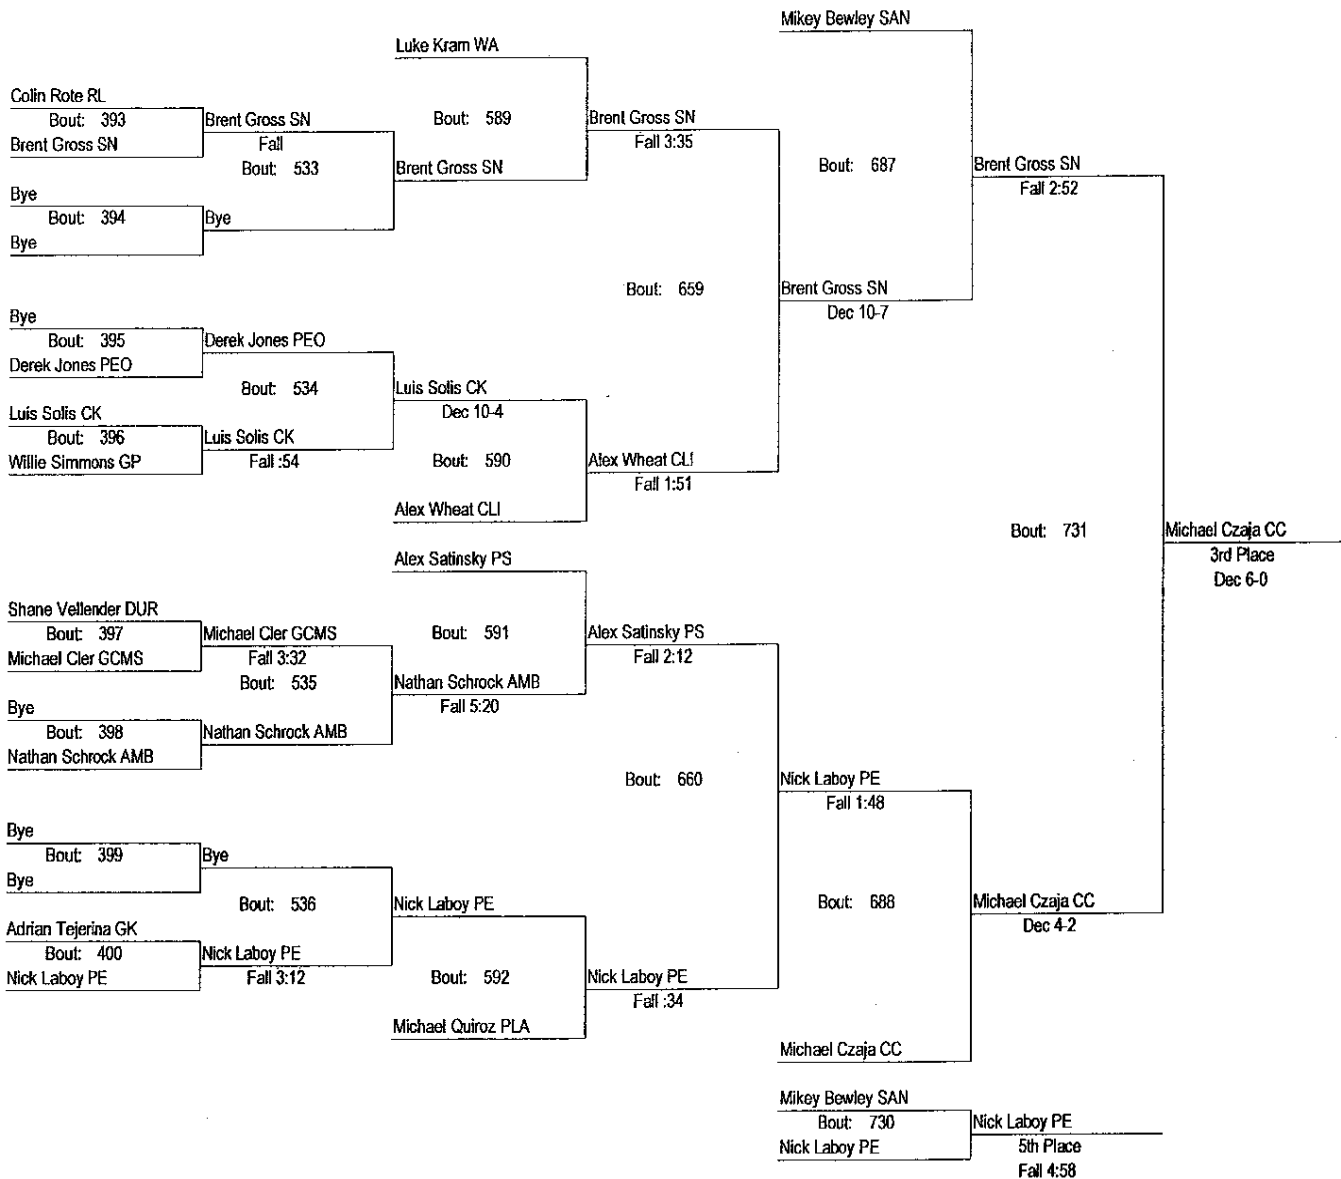 Mikey Bewley SAN
Luke Kram WA
Colin Rote RL
Bout: 393
Brent Gross SN
Brent Gross SN
Fall
Bout: 533
Bout: 589
Brent Gross SN
Brent Gross SN
Fall 3:35
Bout: 687
Brent Gross SN
Fall 2:52
Bye
Bout: 394
Bye
Bye
Bout: 659
Brent Gross SN
Dec 10-7
Bye
Bout: 395
Derek Jones PEO
Derek Jones PEO
Bout: 534
Luis Solis CK
Dec 10-4
Luis Solis CK
Bout: 396
Willie Simmons GP
Luis Solis CK
Fall :54
Bout: 590
Alex Wheat CLI
Fall 1:51
Alex Wheat CLI
Bout: 731
Michael Czaja CC
3rd Place
Dec 6-0
Alex Satinsky PS
Shane Vellender DUR
Bout: 397
Michael Cler GCMS
Michael Cler GCMS
Fall 3:32
Bout: 535
Bout: 591
Alex Satinsky PS
Fall 2:12
Nathan Schrock AMB
Fall 5:20
Bye
Bout: 398
Nathan Schrock AMB
Nathan Schrock AMB
Bout: 660
Nick Laboy PE
Fall 1:48
Bye
Bout: 399
Bye
Bye
Bout: 536
Nick Laboy PE
Bout: 688
Michael Czaja CC
Dec 4-2
Adrian Tejerina GK
Bout: 400
Nick Laboy PE
Nick Laboy PE
Fall 3:12
Bout: 592
Nick Laboy PE
Fall :34
Michael Quiroz PLA
Michael Czaja CC
Mikey Bewley SAN
Bout: 730
Nick Laboy PE
Nick Laboy PE
5th Place
Fall 4:58